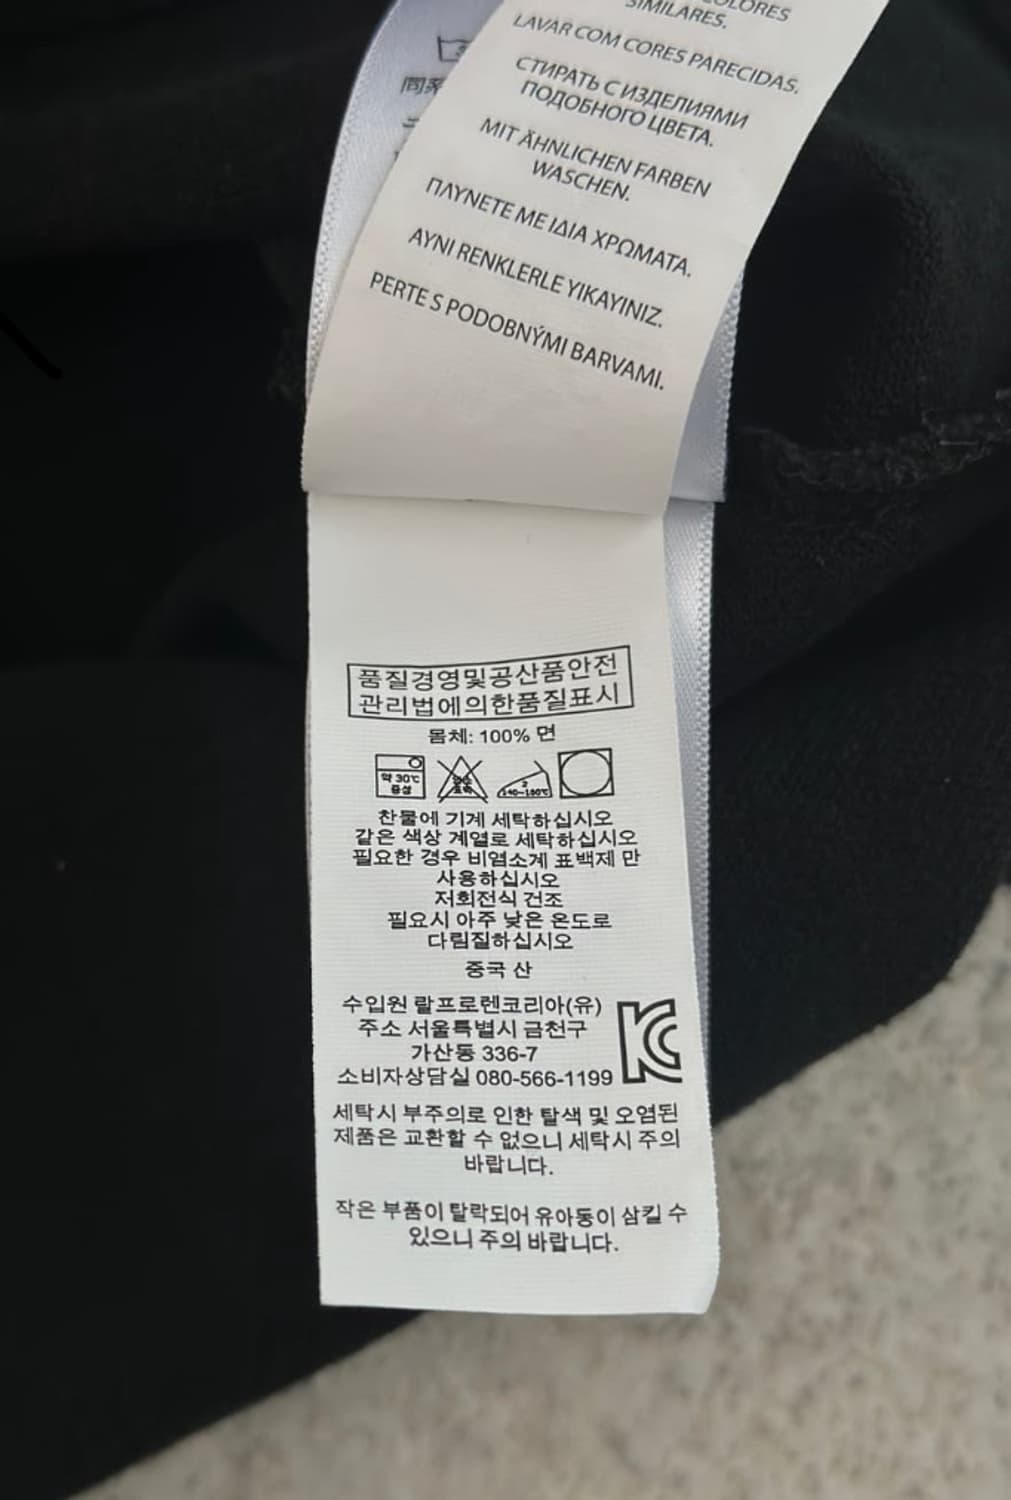 SIMILARES.
LAVAR COM CORES PARECIDAS.
СТИРАТЬ С ИЗДЕЛИЯМИ
ПОДОБНОГО ЦВЕТА.
MIT ÄHNLICHEN FARBEN
WASCHEN.
ΠΛΥΝΕΤΕ ΜΕ ΙΔΙΑ ΧΡΩΜΑΤΑ.
AYNI RENKLERLE YIKAYINIZ.
PERTE S PODOBNÝMI BARVAMI.
품질경영및공산품안전
관리법에의한품질표시
몸체: 100% 면
약 30℃
중성
염소
표백
2
140~160℃
찬물에 기계 세탁하십시오
같은 색상 계열로 세탁하십시오
필요한 경우 비염소계 표백제 만
사용하십시오
저회전식 건조
필요시 아주 낮은 온도로
다림질하십시오
중국 산
수입원 랄프로렌코리아(유)
주소 서울특별시 금천구
가산동 336-7
소비자상담실 080-566-1199
세탁시 부주의로 인한 탈색 및 오염된
제품은 교환할 수 없으니 세탁시 주의
바랍니다.
작은 부품이 탈락되어 유아동이 삼킬 수
있으니 주의 바랍니다.